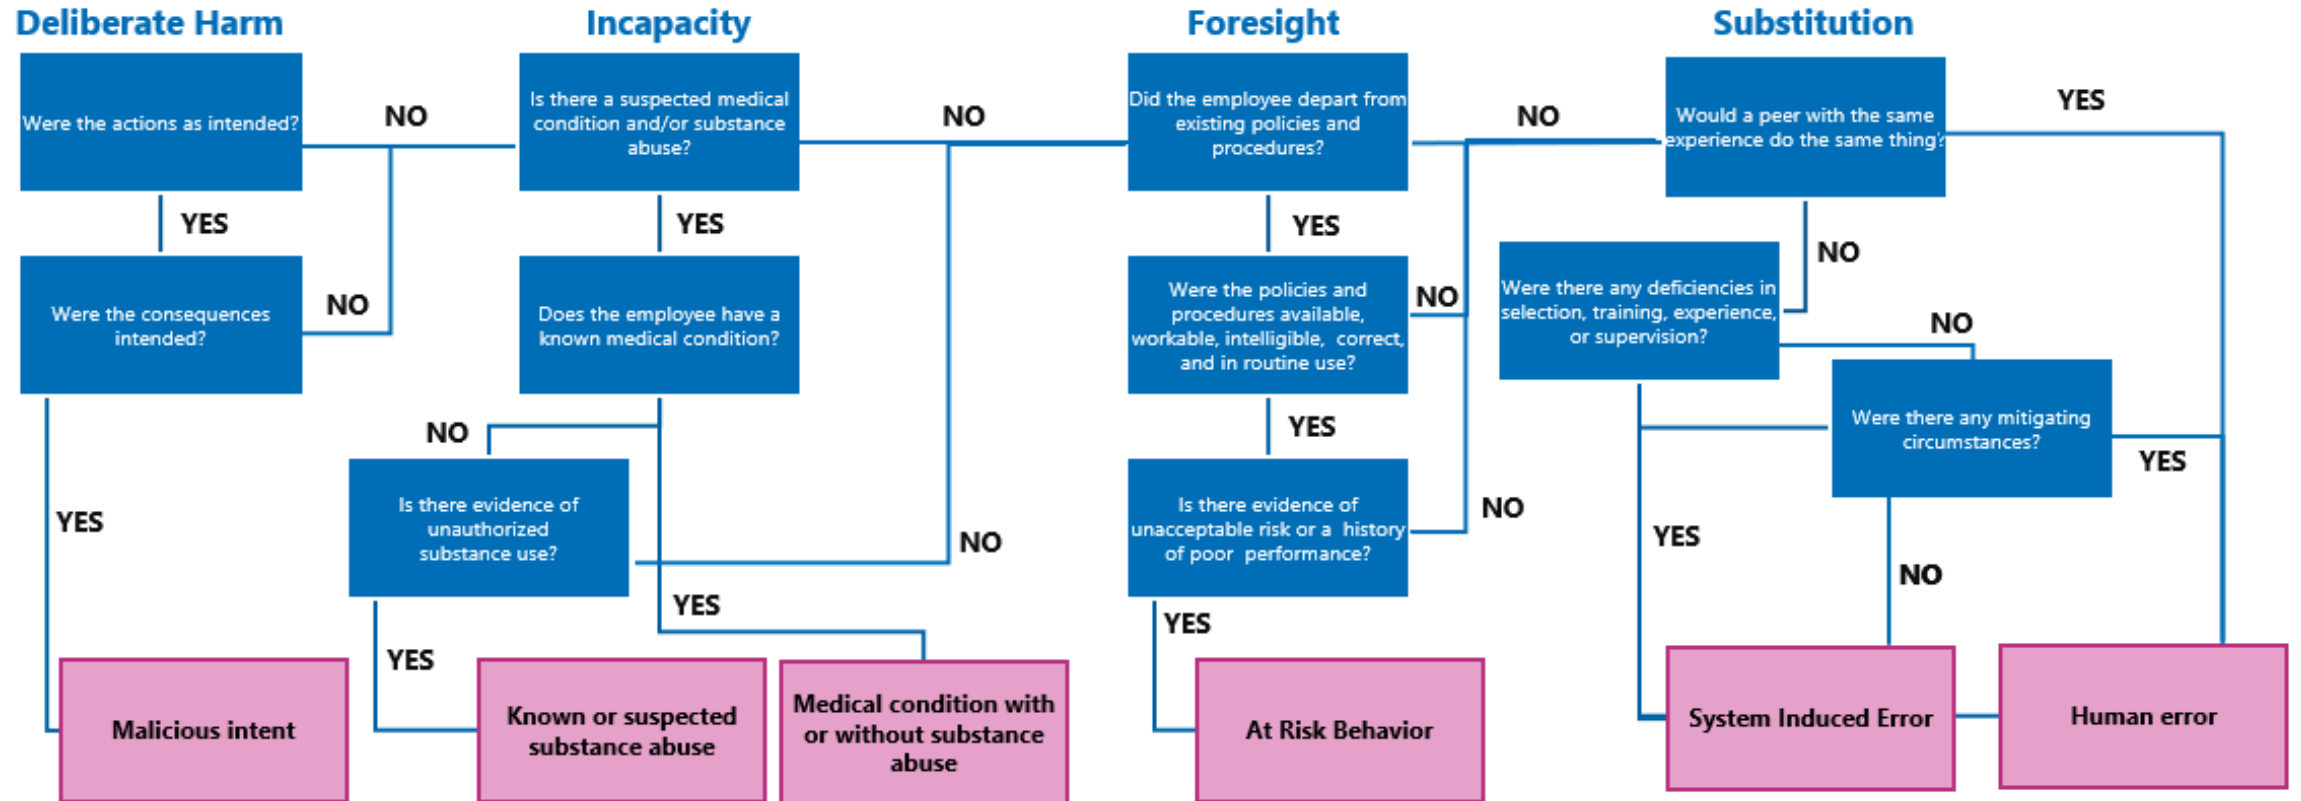 Deliberate Harm
Incapacity
Foresight
Substitution
Were the actions as intended?
NO
Is there a suspected medical
condition and/or substance
abuse?
NO
Did the employee depart from
existing policies and
procedures?
NO
Would a peer with the same
experience do the same thing?
YES
YES
YES
YES
NO
Were the consequences
intended?
NO
Does the employee have a
known medical condition?
Were the policies and
procedures available,
workable, intelligible, correct,
and in routine use?
NO
Were there any deficiencies in
selection, training, experience,
or supervision?
NO
NO
YES
Were there any mitigating
circumstances?
YES
YES
Is there evidence of
unauthorized
substance use?
NO
Is there evidence of
unacceptable risk or a history
of poor performance?
NO
YES
NO
YES
YES
YES
Malicious intent
Known or suspected
substance abuse
Medical condition with
or without substance
abuse
At Risk Behavior
System Induced Error
Human error